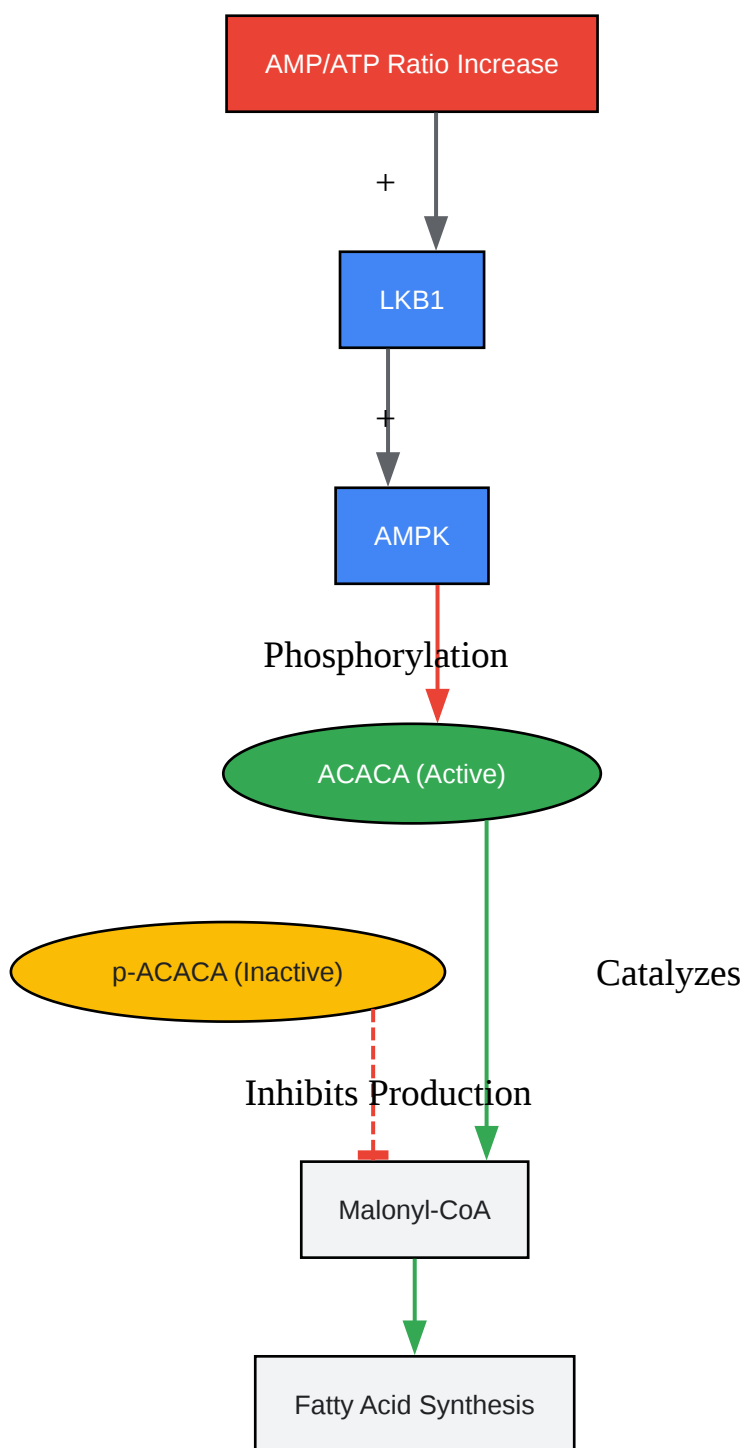 AMP/ATP Ratio Increase
+
LKB1
+
AMPK
Phosphorylation
ACACA (Active)
p-ACACA (Inactive)
Catalyzes
Inhibits Production
Malonyl-CoA
Fatty Acid Synthesis